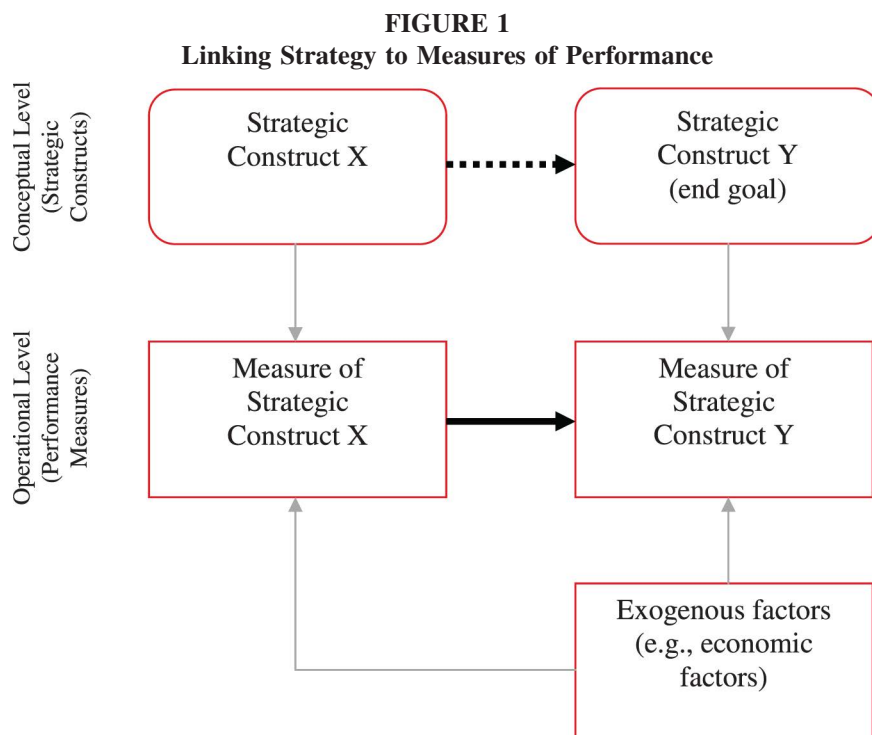 FIGURE 1
Linking Strategy to Measures of Performance
Conceptual Level
(Strategic
Constructs)
Strategic
Construct X
Strategic
Construct Y
(end goal)
Operational Level
(Performance
Measures)
Measure of
Strategic
Construct X
Measure of
Strategic
Construct Y
Exogenous factors
(e.g., economic
factors)